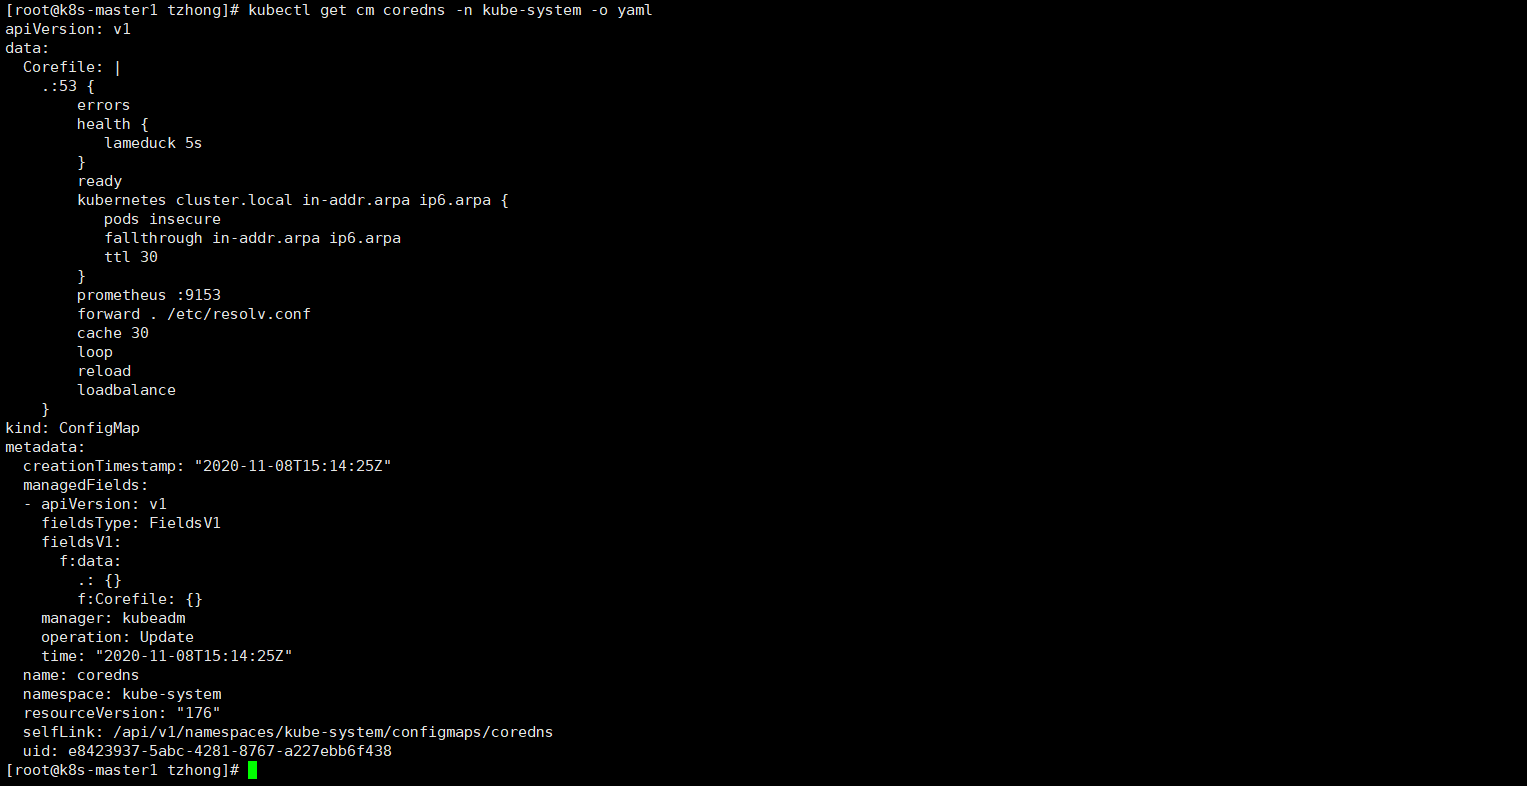 [root@k8s-master1 tzhong]# kubectl get cm coredns -n kube-system -o yaml
apiVersion: v1
data:
  Corefile: |
    .:53 {
        errors
        health {
           lameduck 5s
        }
        ready
        kubernetes cluster.local in-addr.arpa ip6.arpa {
           pods insecure
           fallthrough in-addr.arpa ip6.arpa
           ttl 30
        }
        prometheus :9153
        forward . /etc/resolv.conf
        cache 30
        loop
        reload
        loadbalance
    }
kind: ConfigMap
metadata:
  creationTimestamp: "2020-11-08T15:14:25Z"
  managedFields:
  - apiVersion: v1
    fieldsType: FieldsV1
    fieldsV1:
      f:data:
        .: {}
        f:Corefile: {}
    manager: kubeadm
    operation: Update
    time: "2020-11-08T15:14:25Z"
  name: coredns
  namespace: kube-system
  resourceVersion: "176"
  selfLink: /api/v1/namespaces/kube-system/configmaps/coredns
  uid: e8423937-5abc-4281-8767-a227ebb6f438
[root@k8s-master1 tzhong]#